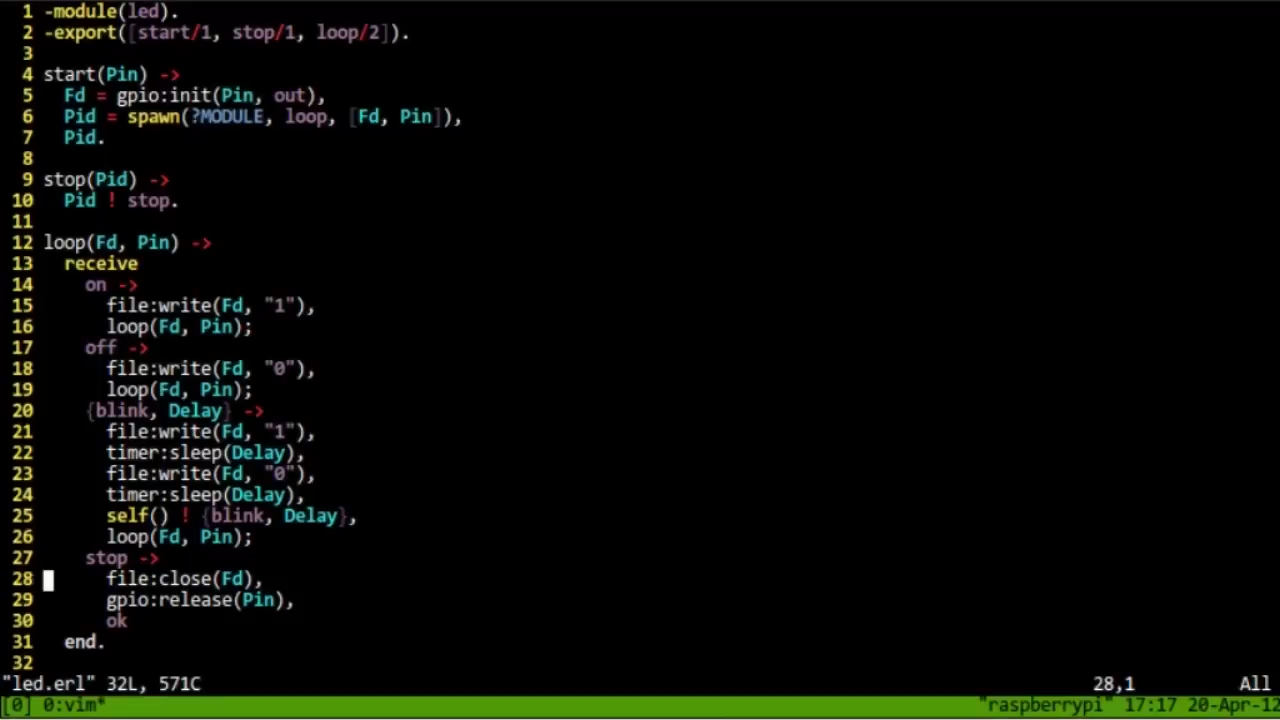 1 -module(led).
2 -export([start/1, stop/1, loop/2]).
3
4 start(Pin) ->
5   Fd = gpio:init(Pin, out),
6   Pid = spawn(?MODULE, loop, [Fd, Pin]),
7   Pid.
8
9 stop(Pid) ->
10   Pid ! stop.
11
12 loop(Fd, Pin) ->
13   receive
14     on ->
15       file:write(Fd, "1"),
16       loop(Fd, Pin);
17     off ->
18       file:write(Fd, "0"),
19       loop(Fd, Pin);
20     {blink, Delay} ->
21       file:write(Fd, "1"),
22       timer:sleep(Delay),
23       file:write(Fd, "0"),
24       timer:sleep(Delay),
25       self() ! {blink, Delay},
26       loop(Fd, Pin);
27     stop ->
28       file:close(Fd),
29       gpio:release(Pin),
30       ok
31   end.
32
"led.erl" 32L, 571C 28,1 All
[0] 0:vim* "raspberrypi" 17:17 20-Apr-12